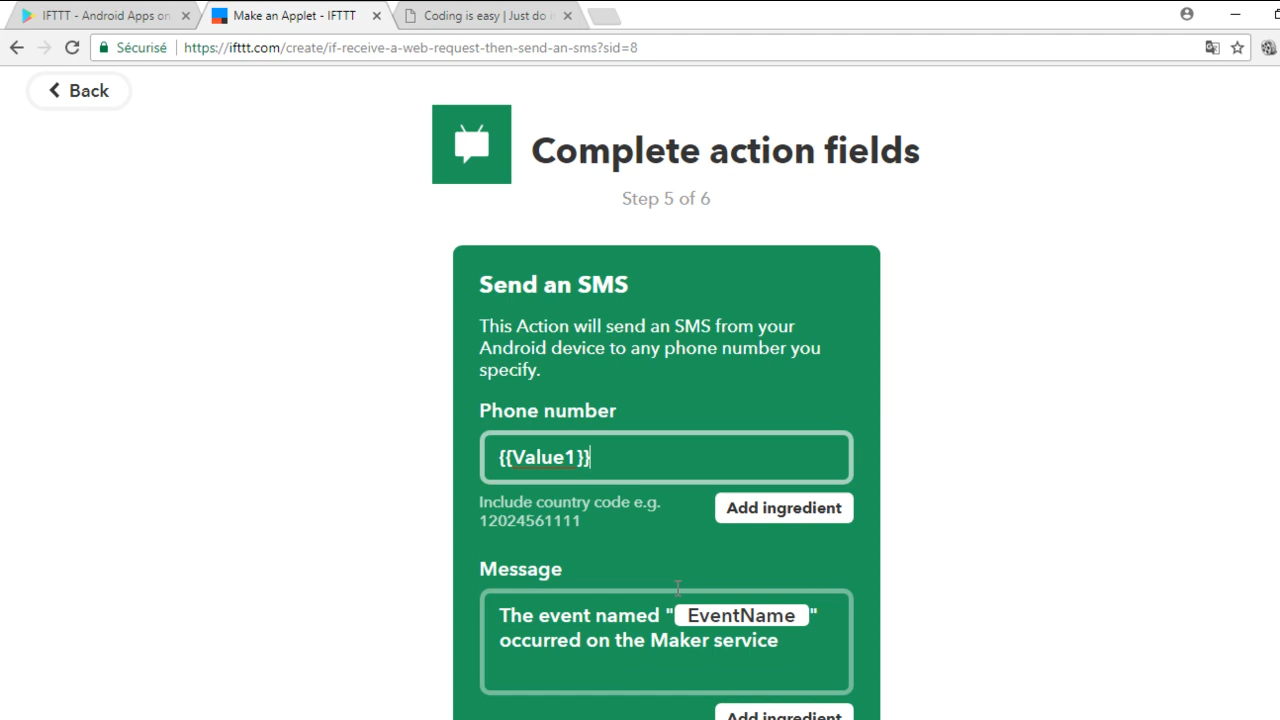 IFTTT - Android Apps on
Make an Applet - IFTTT
Coding is easy | Just do i
Sécurisé
https://ifttt.com/create/if-receive-a-web-request-then-send-an-sms?sid=8
Back
Complete action fields
Step 5 of 6
Send an SMS
This Action will send an SMS from your
Android device to any phone number you
specify.
Phone number
{{Value1}}
Include country code e.g.
12024561111
Add ingredient
Message
The event named " EventName "
occurred on the Maker service
Add ingredient